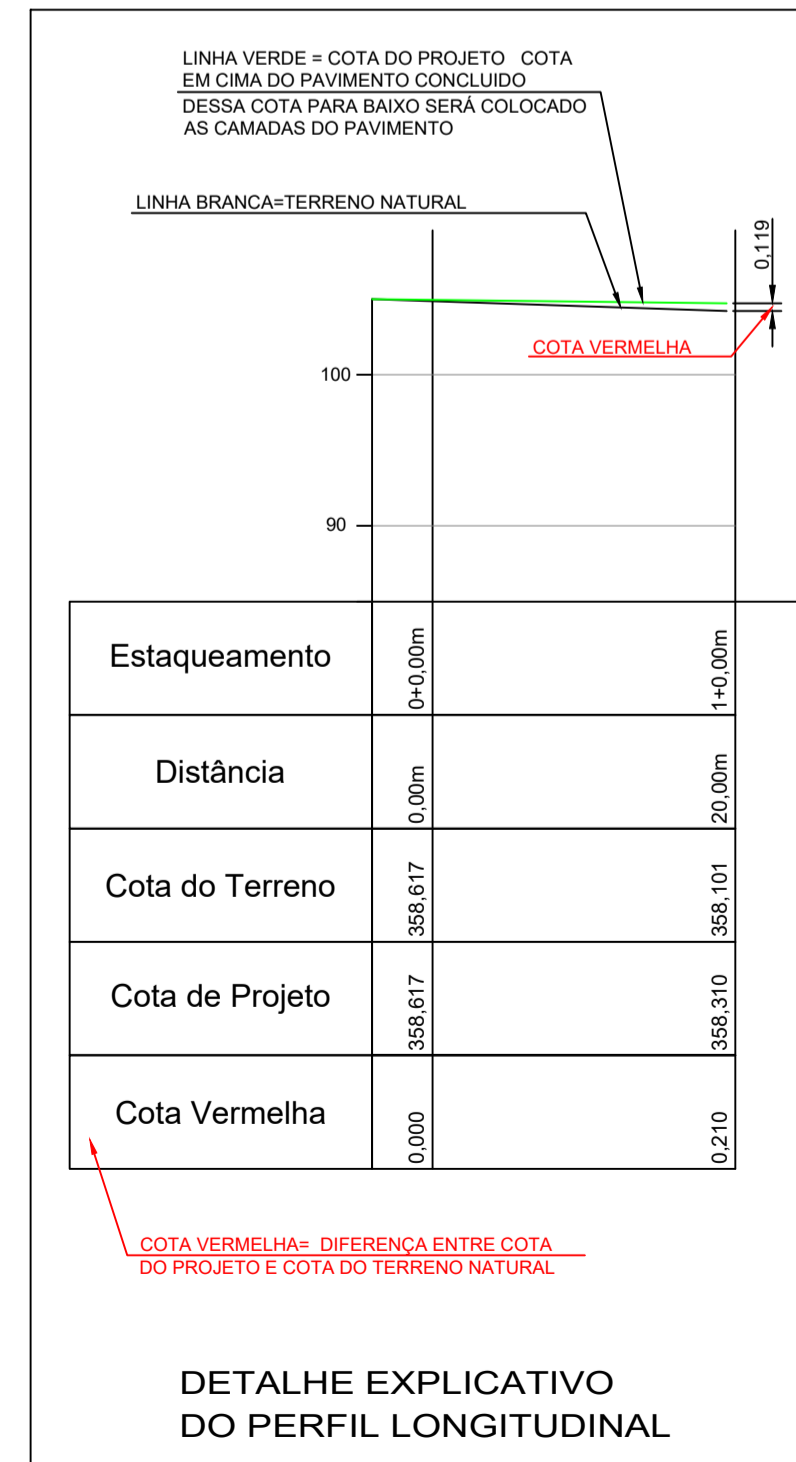 LINHA VERDE = COTA DO PROJETO COTA
EM CIMA DO PAVIMENTO CONCLUIDO
DESSA COTA PARA BAIXO SERÁ COLOCADO
AS CAMADAS DO PAVIMENTO
LINHA BRANCA=TERRENO NATURAL
0,119
COTA VERMELHA
100
90
Estaqueamento 0+0,00m 1+0,00m
Distância 0,00m 20,00m
Cota do Terreno 358,617 358,101
Cota de Projeto 358,617 358,310
Cota Vermelha 0,000 0,210
COTA VERMELHA= DIFERENÇA ENTRE COTA
DO PROJETO E COTA DO TERRENO NATURAL
DETALHE EXPLICATIVO
DO PERFIL LONGITUDINAL